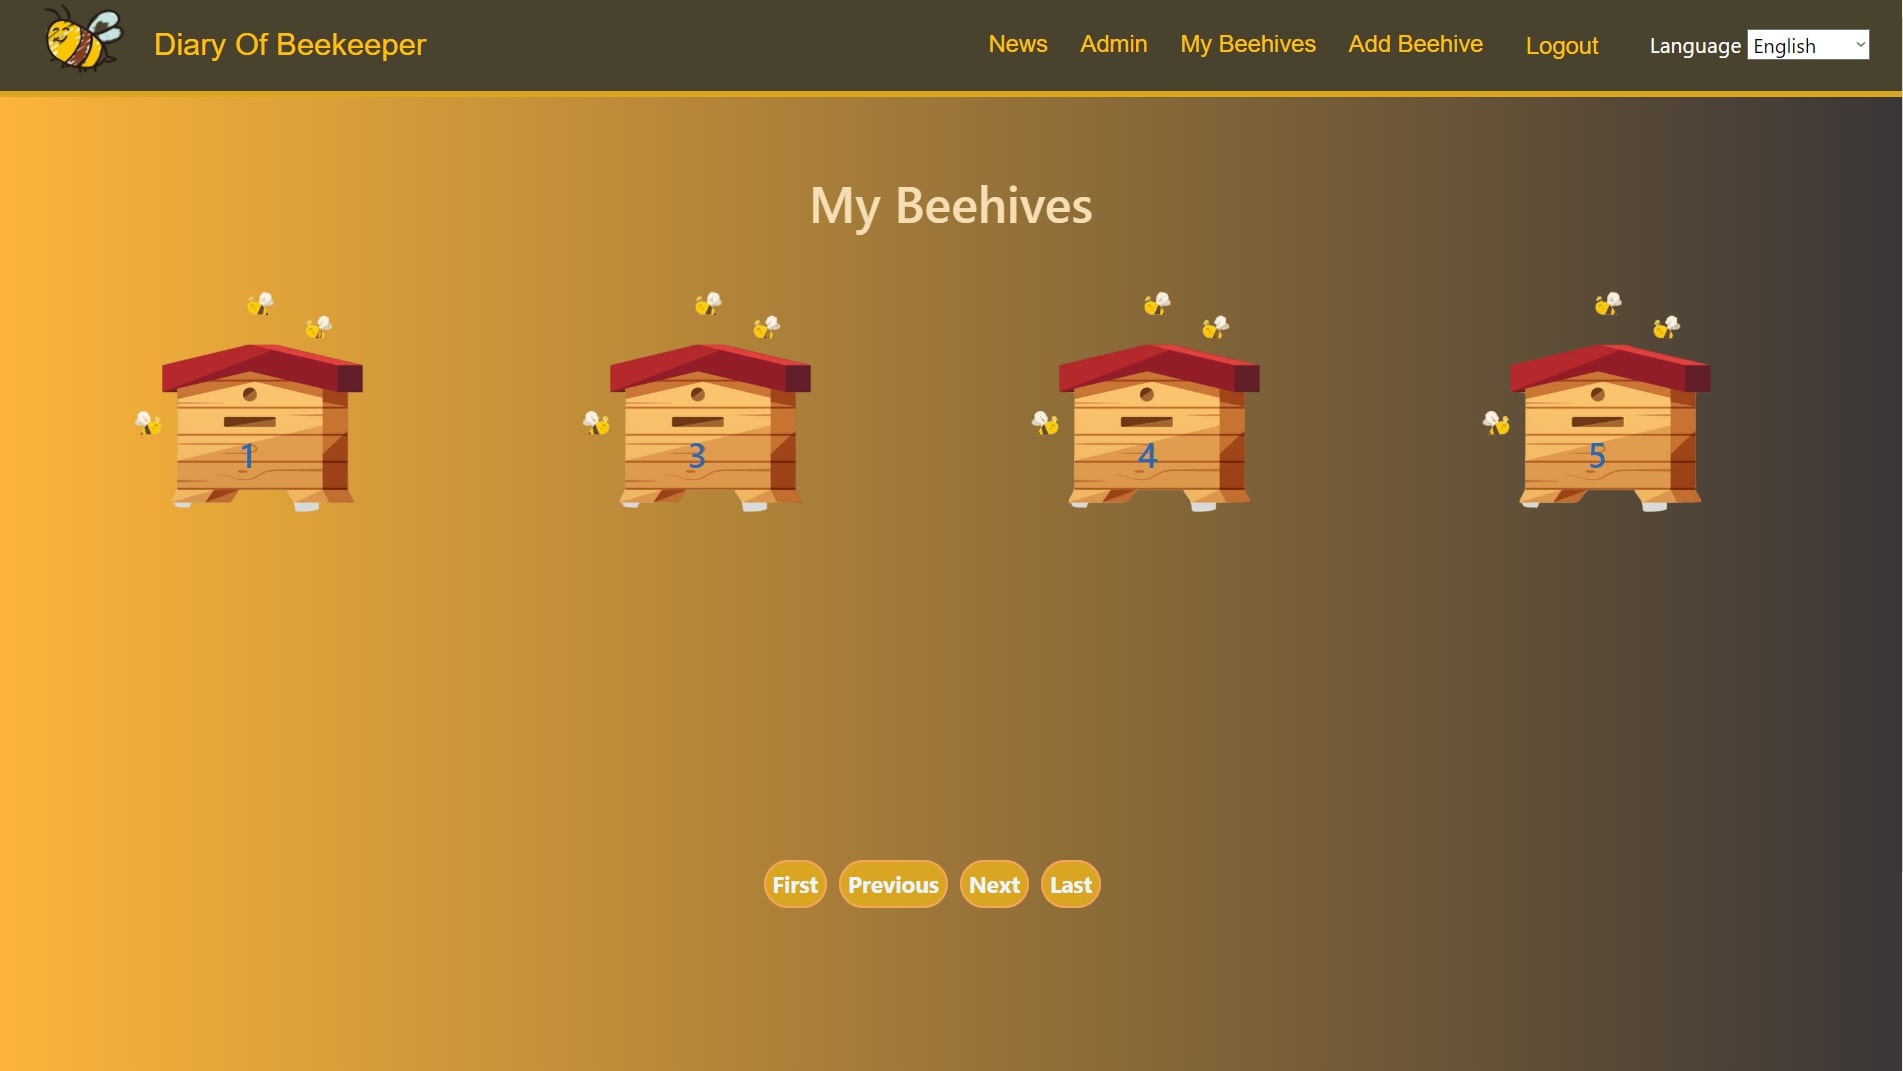 Diary Of Beekeeper
News Admin My Beehives Add Beehive Logout Language English
My Beehives
1 3 4 5
First Previous Next Last